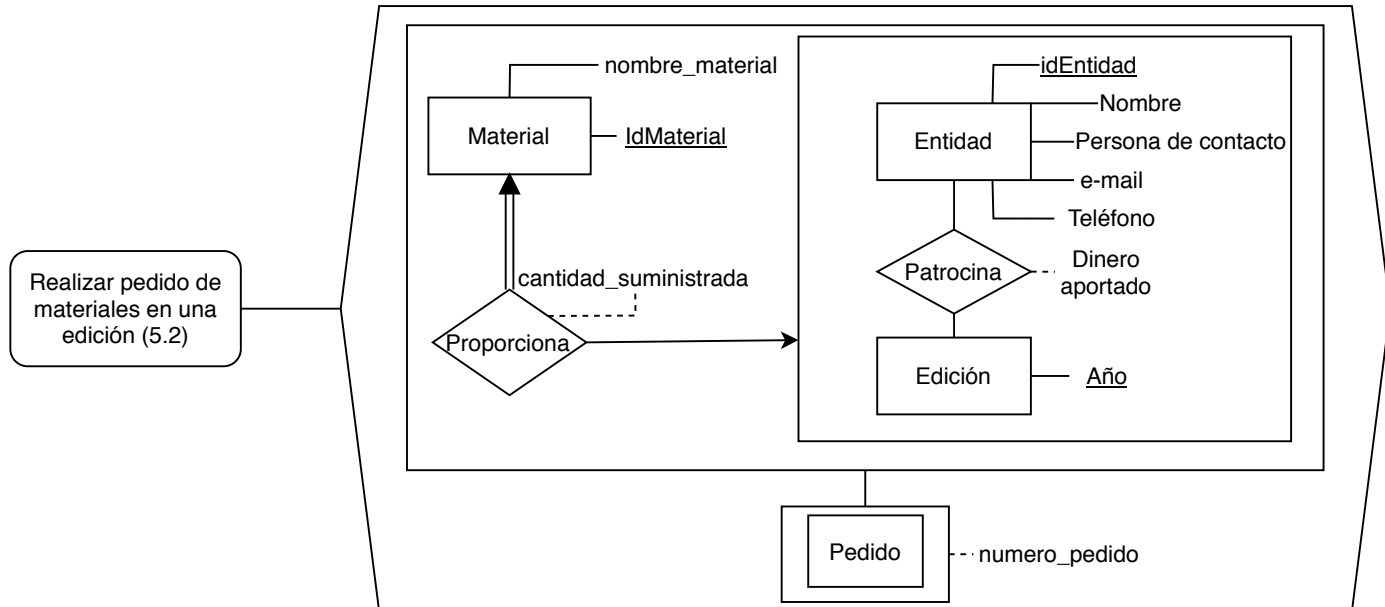 Realizar pedido de
materiales en una
edición (5.2)
nombre_material
Material
IdMaterial
cantidad_suministrada
Proporciona
idEntidad
Nombre
Entidad
Persona de contacto
e-mail
Teléfono
Patrocina
Dinero
aportado
Edición
Año
Pedido
numero_pedido